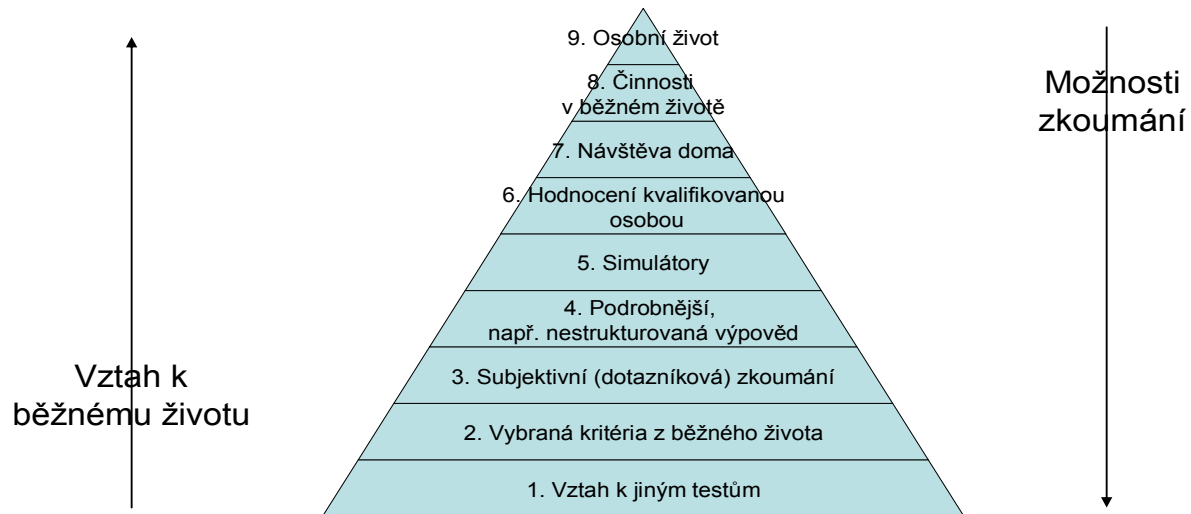 9. Osobní život
8. Činnosti
v běžném životě
7. Návštěva doma
6. Hodnocení kvalifikovanou
osobou
5. Simulátory
4. Podrobnější,
např. nestrukturovaná výpověd
3. Subjektivní (dotazníková) zkoumání
2. Vybraná kritéria z běžného života
1. Vztah k jiným testům
Vztah k
běžnému životu
Možnosti
zkoumání